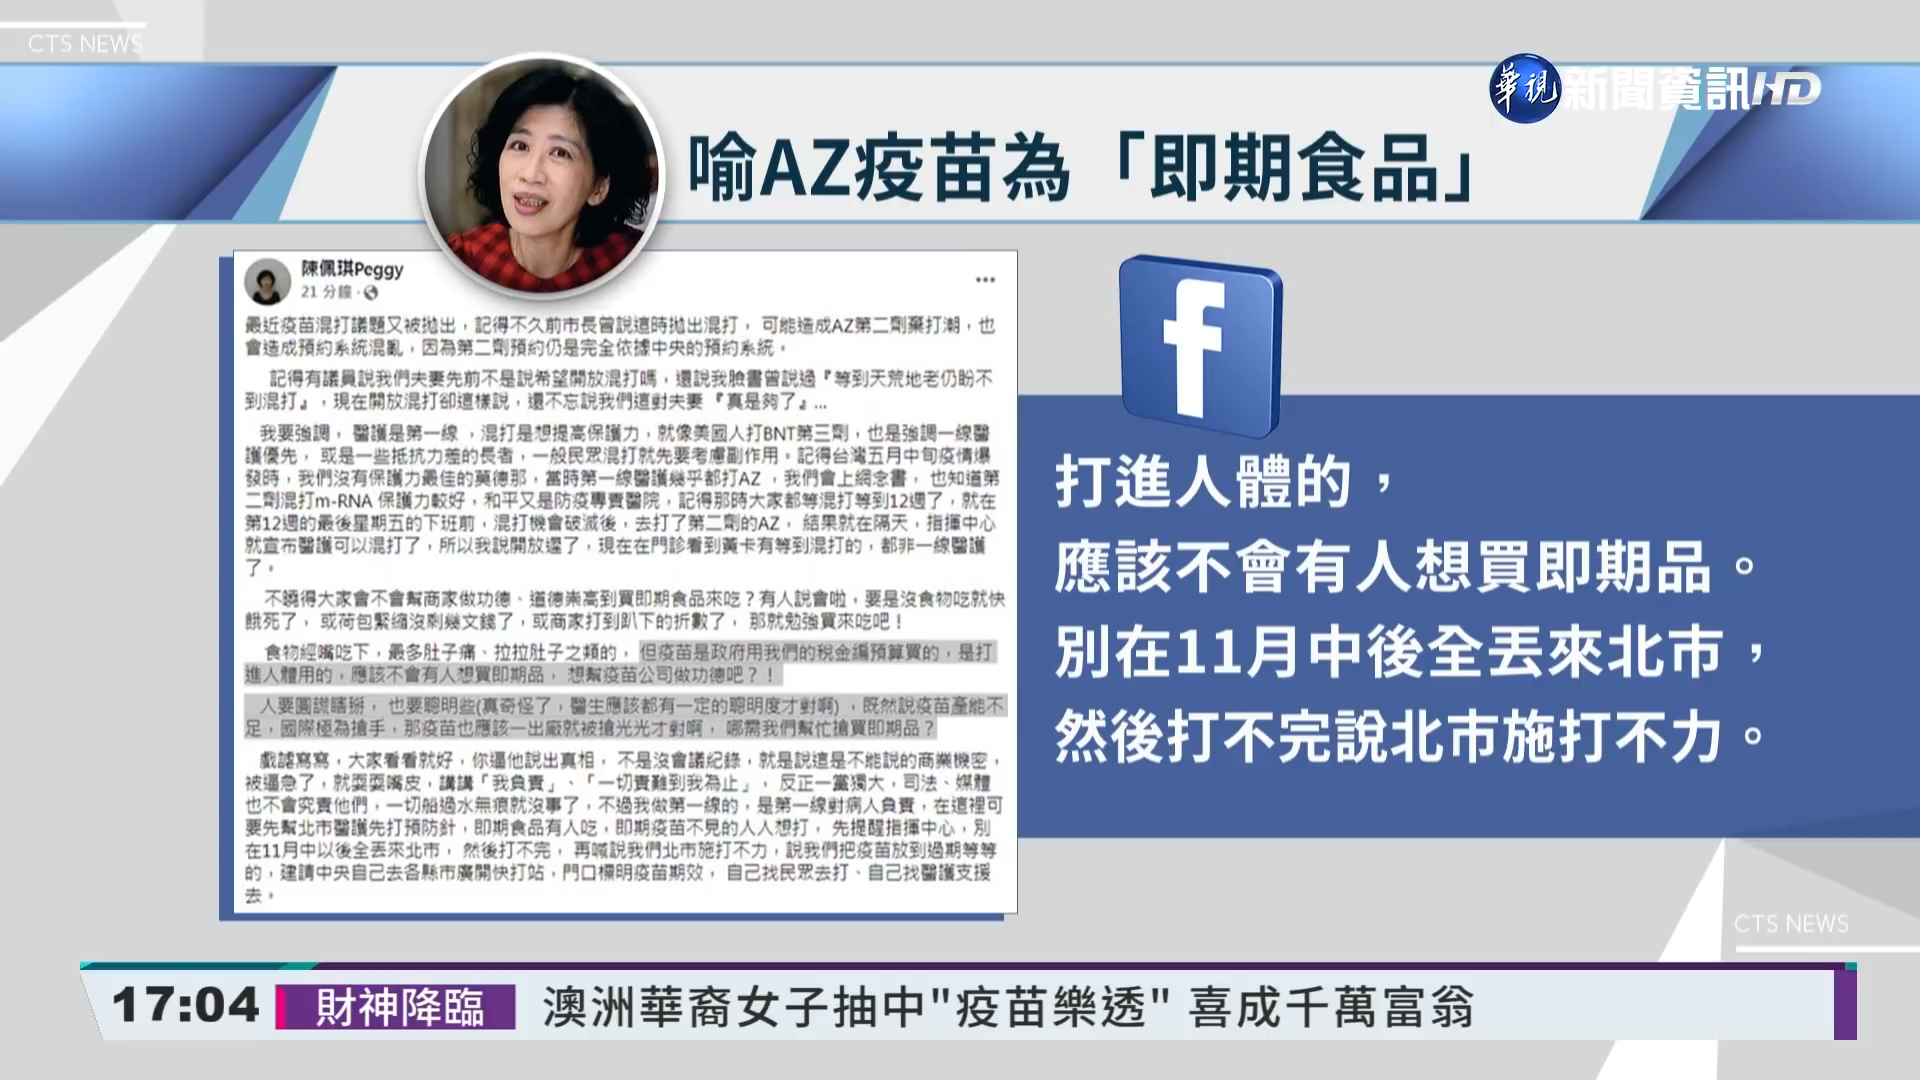 CTS NEWS
華視新聞資訊HD
喻AZ疫苗為「即期食品」
陳佩琪Peggy
21 分鐘
最近疫苗混打議題又被拋出，記得不久前市長曾說這時拋出混打， 可能造成AZ第二劑棄打潮，也
會造成預約系統混亂，因為第二劑預約仍是完全依據中央的預約系統。
記得有議員說我們夫妻先前不是說希望開放混打嗎，還說我臉書曾說過『等到天荒地老仍盼不
到混打』，現在開放混打卻這樣說，還不忘說我們這對夫妻 『真是夠了』...
我要強調， 醫護是第一線 ，混打是想提高保護力，就像美國人打BNT第三劑，也是強調一線醫
護優先， 或是一些抵抗力差的長者，一般民眾混打就先要考慮副作用。記得台灣五月中旬疫情爆
發時，我們沒有保護力最佳的莫德那，當時第一線醫護幾乎都打AZ ，我們會上網念書， 也知道第
二劑混打m-RNA 保護力較好，和平又是防疫專責醫院，記得那時大家都等混打等到12週了，就在
第12週的最後星期五的下班前，混打機會破滅後，去打了第二劑的AZ， 結果就在隔天，指揮中心
就宣布醫護可以混打了，所以我說開放遲了，現在在門診看到黃卡有等到混打的，都非一線醫護
了。
不曉得大家會不會幫商家做功德、道德崇高到買即期食品來吃？有人說會啦，要是沒食物吃就快
餓死了， 或荷包緊縮沒剩幾文錢了，或商家打到趴下的折數了， 那就勉強買來吃吧！
食物經嘴吃下，最多肚子痛、拉拉肚子之類的， 但疫苗是政府用我們的稅金編預算買的，是打
進人體用的，應該不會有人想買即期品， 想幫疫苗公司做功德吧？！
人要圓謊瞎掰， 也要聰明些(真奇怪了，醫生應該都有一定的聰明度才對啊) ，既然說疫苗產能不
足，國際極為搶手，那疫苗也應該一出廠就被搶光光才對啊， 哪需我們幫忙搶買即期品？
戲謔寫寫，大家看看就好，你逼他說出真相， 不是沒會議紀錄，就是說這是不能說的商業機密，
被逼急了，就耍耍嘴皮，講講「我負責」、「一切責難到我為止」， 反正一黨獨大，司法、媒體
也不會究責他們，一切船過水無痕就沒事了，不過我做第一線的，是第一線對病人負責，在這裡可
要先幫北市醫護先打預防針，即期食品有人吃，即期疫苗不見的人人想打， 先提醒指揮中心，別
在11月中以後全丟來北市， 然後打不完， 再喊說我們北市施打不力，說我們把疫苗放到過期等等
的，建請中央自己去各縣市廣開快打站，門口標明疫苗期效， 自己找民眾去打、自己找醫護支援
去。
打進人體的，
應該不會有人想買即期品。
別在11月中後全丟來北市，
然後打不完說北市施打不力。
CTS NEWS
17:04 財神降臨 澳洲華裔女子抽中"疫苗樂透" 喜成千萬富翁